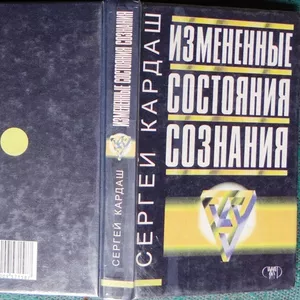 ИЗМЕНЕННЫЕ
СОСТОЯНИЯ
СОЗНАНИЯ
СЕРГЕЙ КАРДАШ
СЕРГЕЙ КАРДАШ
ИЗМЕНЕННЫЕ СОСТОЯНИЯ СОЗНАНИЯ